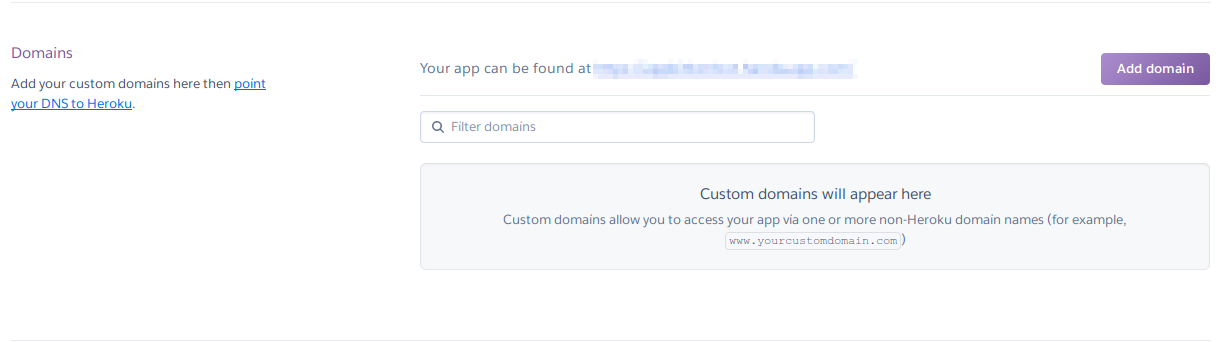 Domains
Add your custom domains here then point
your DNS to Heroku.
Your app can be found at
Add domain
Filter domains
Custom domains will appear here
Custom domains allow you to access your app via one or more non-Heroku domain names (for example,
www.yourcustomdomain.com)